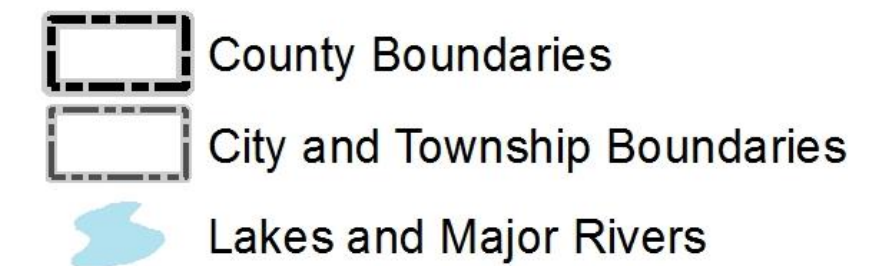 County Boundaries
City and Township Boundaries
Lakes and Major Rivers